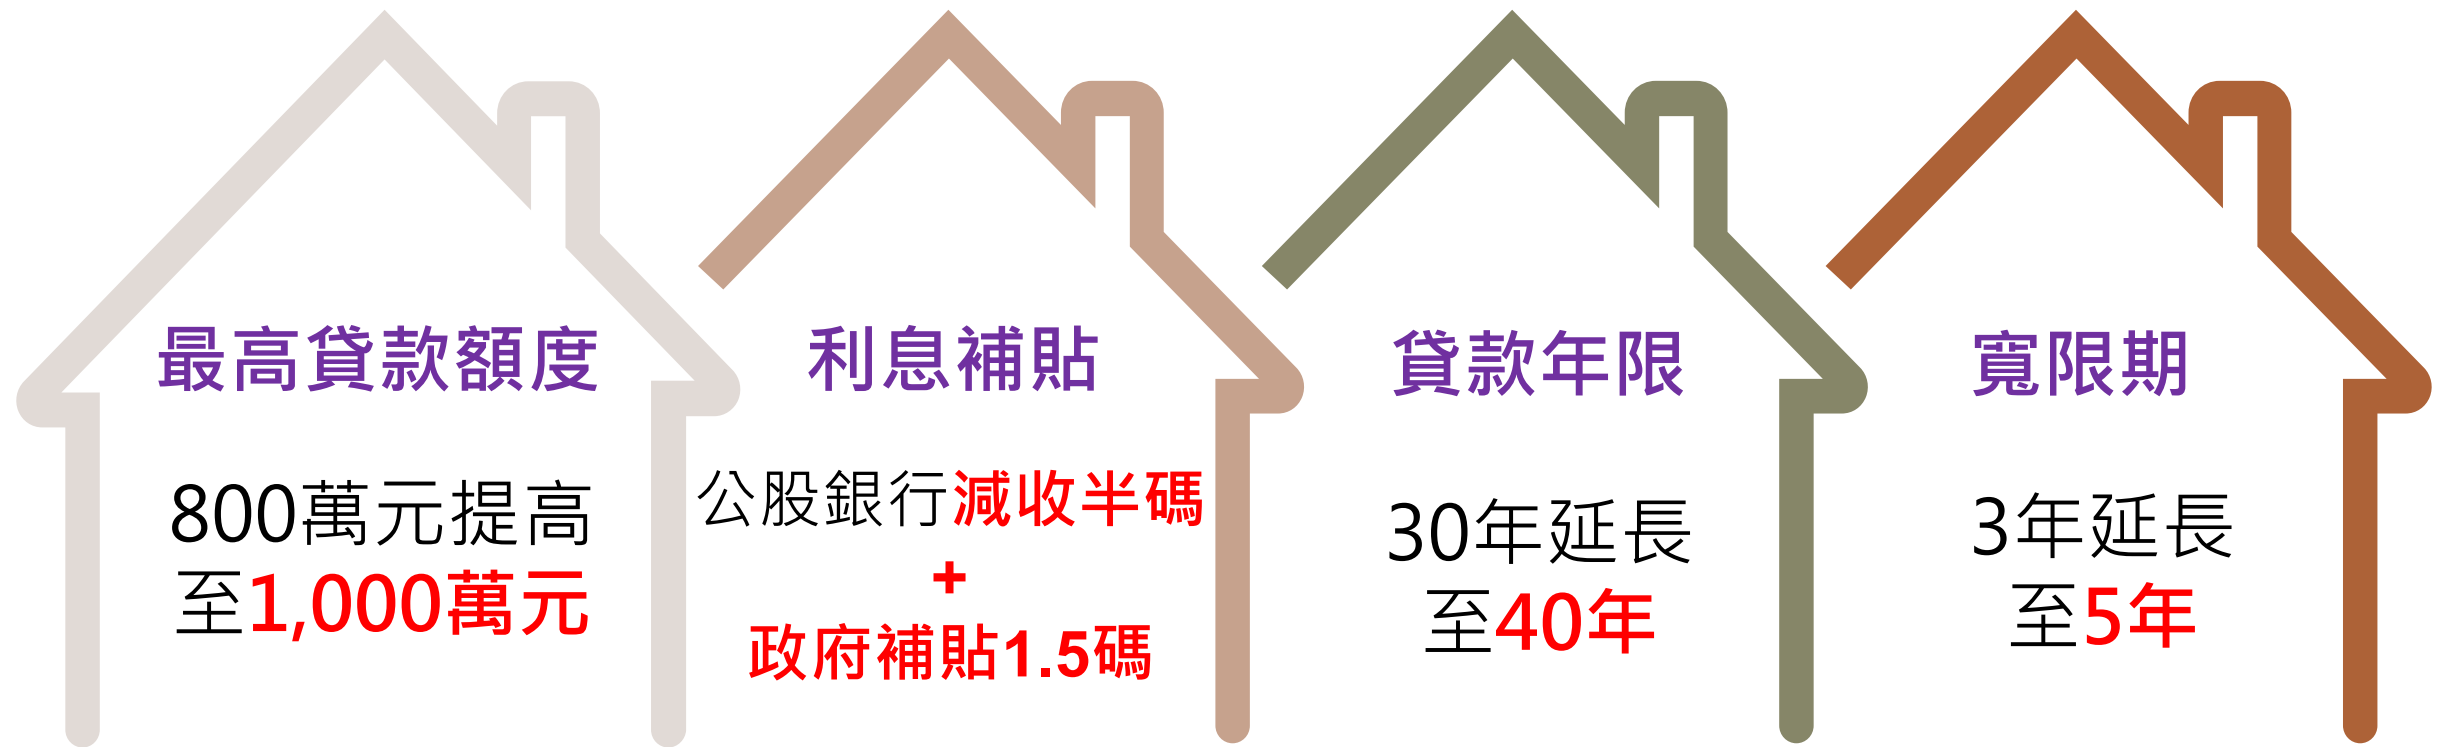 最高貸款額度
800萬元提高
至1,000萬元
利息補貼
公股銀行減收半碼
+
政府補貼1.5碼
貸款年限
30年延長
至40年
寬限期
3年延長
至5年